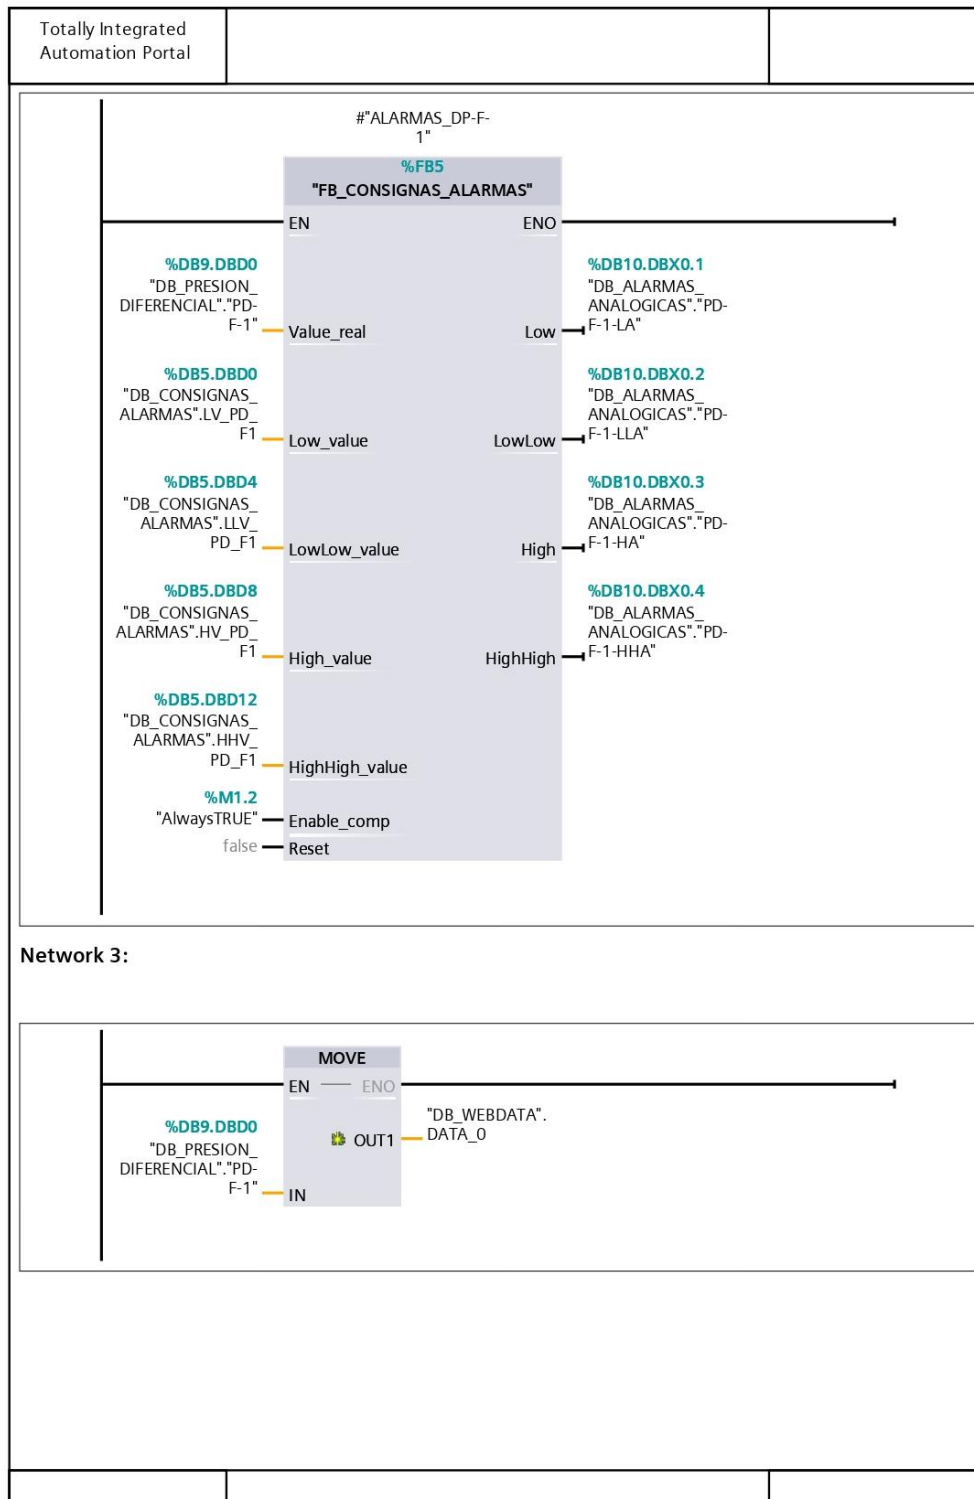 Totally Integrated
Automation Portal
#"ALARMAS_DP-F-
1"
%FB5
"FB_CONSIGNAS_ALARMAS"
EN
ENO
%DB9.DBD0
"DB_PRESION_
DIFERENCIAL"."PD-
F-1"
Value_real
%DB10.DBX0.1
"DB_ALARMAS_
ANALOGICAS"."PD-
F-1-LA"
Low
%DB5.DBD0
"DB_CONSIGNAS_
ALARMAS".LV_PD_
F1
Low_value
%DB10.DBX0.2
"DB_ALARMAS_
ANALOGICAS"."PD-
F-1-LLA"
LowLow
%DB5.DBD4
"DB_CONSIGNAS_
ALARMAS".LLV_
PD_F1
LowLow_value
%DB10.DBX0.3
"DB_ALARMAS_
ANALOGICAS"."PD-
F-1-HA"
High
%DB5.DBD8
"DB_CONSIGNAS_
ALARMAS".HV_PD_
F1
High_value
%DB10.DBX0.4
"DB_ALARMAS_
ANALOGICAS"."PD-
F-1-HHA"
HighHigh
%DB5.DBD12
"DB_CONSIGNAS_
ALARMAS".HHV_
PD_F1
HighHigh_value
%M1.2
"AlwaysTRUE"
Enable_comp
false
Reset
Network 3:
MOVE
EN
ENO
%DB9.DBD0
"DB_PRESION_
DIFERENCIAL"."PD-
F-1"
IN
OUT1
"DB_WEBDATA".
DATA_0